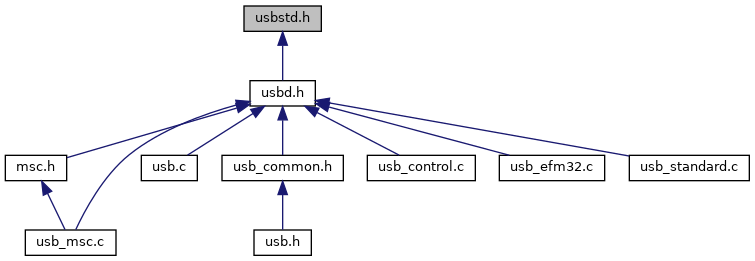 usbstd.h
usbd.h
msc.h
usb.c
usb_common.h
usb_control.c
usb_efm32.c
usb_standard.c
usb_msc.c
usb.h